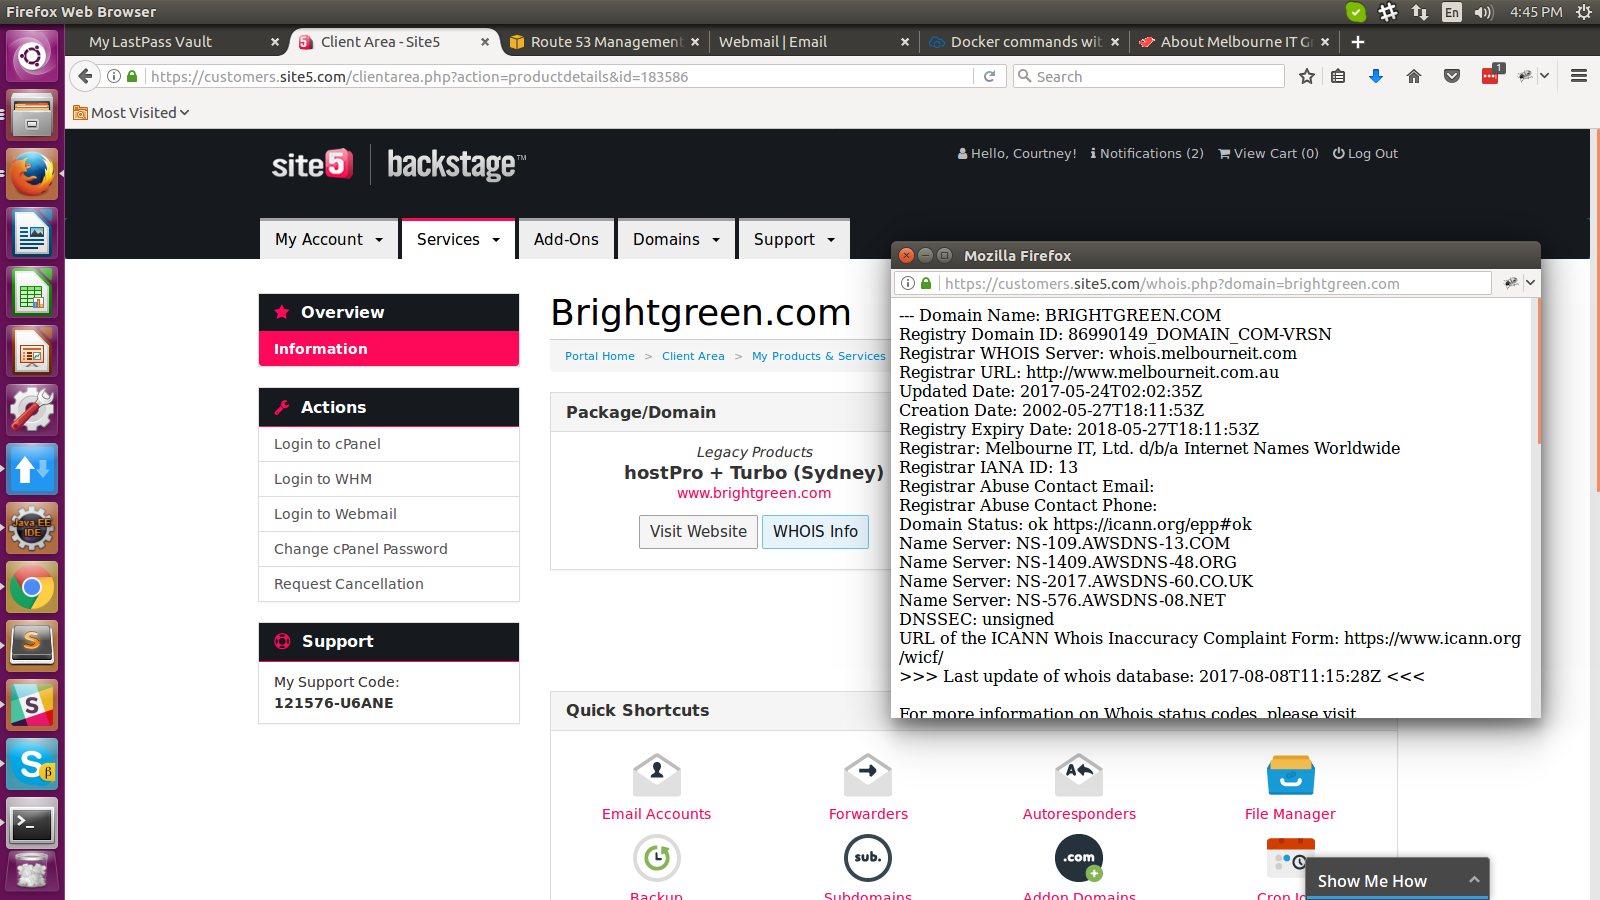 Firefox Web Browser
En
4:45 PM
My LastPass Vault
Client Area - Site5
Route 53 Management
Webmail | Email
Docker commands wit
About Melbourne IT Gr
https://customers.site5.com/clientarea.php?action=productdetails&id=183586
Search
1
Most Visited
site5 backstage™
Hello, Courtney!
Notifications (2)
View Cart (0)
Log Out
My Account
Services
Add-Ons
Domains
Support
Overview
Information
Actions
Login to cPanel
Login to WHM
Login to Webmail
Change cPanel Password
Request Cancellation
Support
My Support Code:
121576-U6ANE
Brightgreen.com
Portal Home > Client Area > My Products & Services
Package/Domain
Legacy Products
hostPro + Turbo (Sydney)
www.brightgreen.com
Visit Website
WHOIS Info
Mozilla Firefox
https://customers.site5.com/whois.php?domain=brightgreen.com
--- Domain Name: BRIGHTGREEN.COM
Registry Domain ID: 86990149_DOMAIN_COM-VRSN
Registrar WHOIS Server: whois.melbourneit.com
Registrar URL: http://www.melbourneit.com.au
Updated Date: 2017-05-24T02:02:35Z
Creation Date: 2002-05-27T18:11:53Z
Registry Expiry Date: 2018-05-27T18:11:53Z
Registrar: Melbourne IT, Ltd. d/b/a Internet Names Worldwide
Registrar IANA ID: 13
Registrar Abuse Contact Email:
Registrar Abuse Contact Phone:
Domain Status: ok https://icann.org/epp#ok
Name Server: NS-109.AWSDNS-13.COM
Name Server: NS-1409.AWSDNS-48.ORG
Name Server: NS-2017.AWSDNS-60.CO.UK
Name Server: NS-576.AWSDNS-08.NET
DNSSEC: unsigned
URL of the ICANN Whois Inaccuracy Complaint Form: https://www.icann.org
/wicf/
>>> Last update of whois database: 2017-08-08T11:15:28Z <<<
For more information on Whois status codes, please visit
Quick Shortcuts
Email Accounts
Forwarders
A
Autoresponders
File Manager
Backup
sub.
Subdomains
.com
Addon Domains
Cron Jo
Show Me How
Java EE
IDE
S
S
S
β
>_